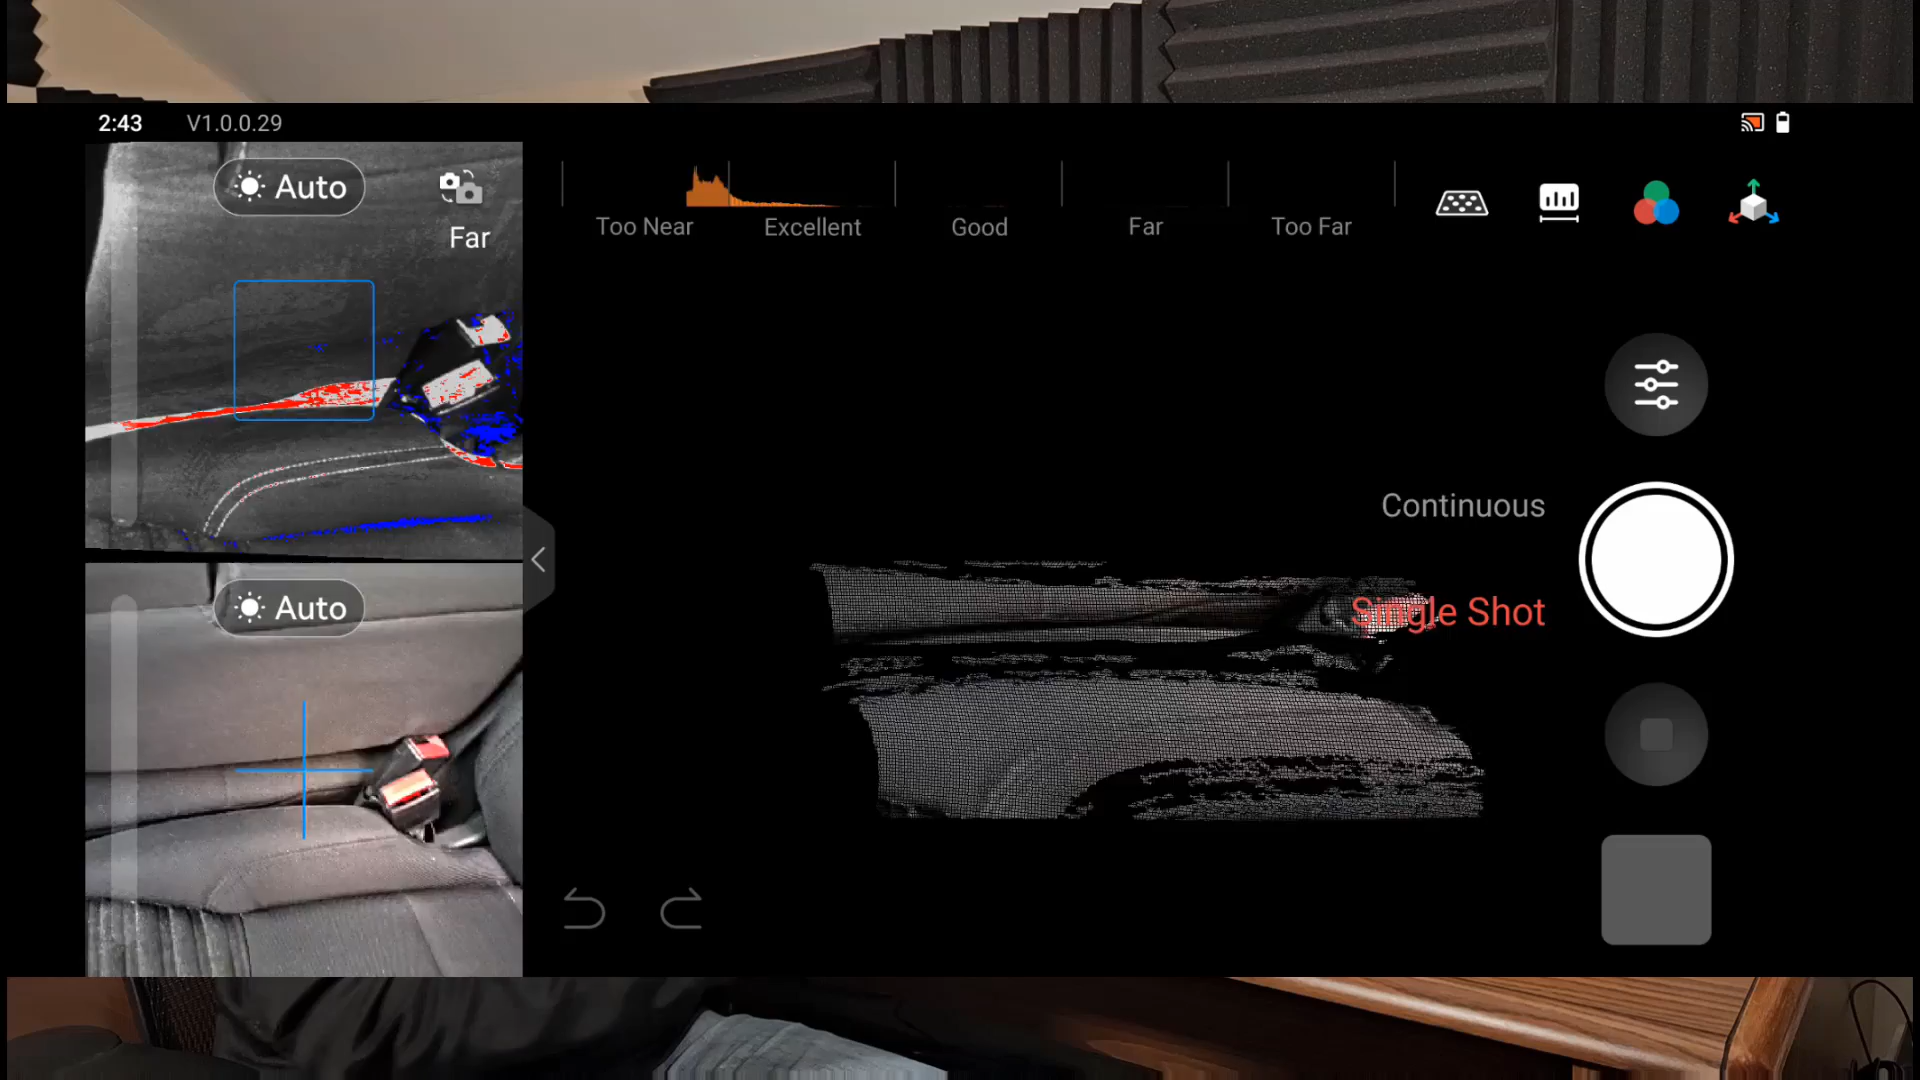 2:43 V1.0.0.29
Auto
Far
Too Near Excellent Good Far Too Far
Continuous
Single Shot
Auto